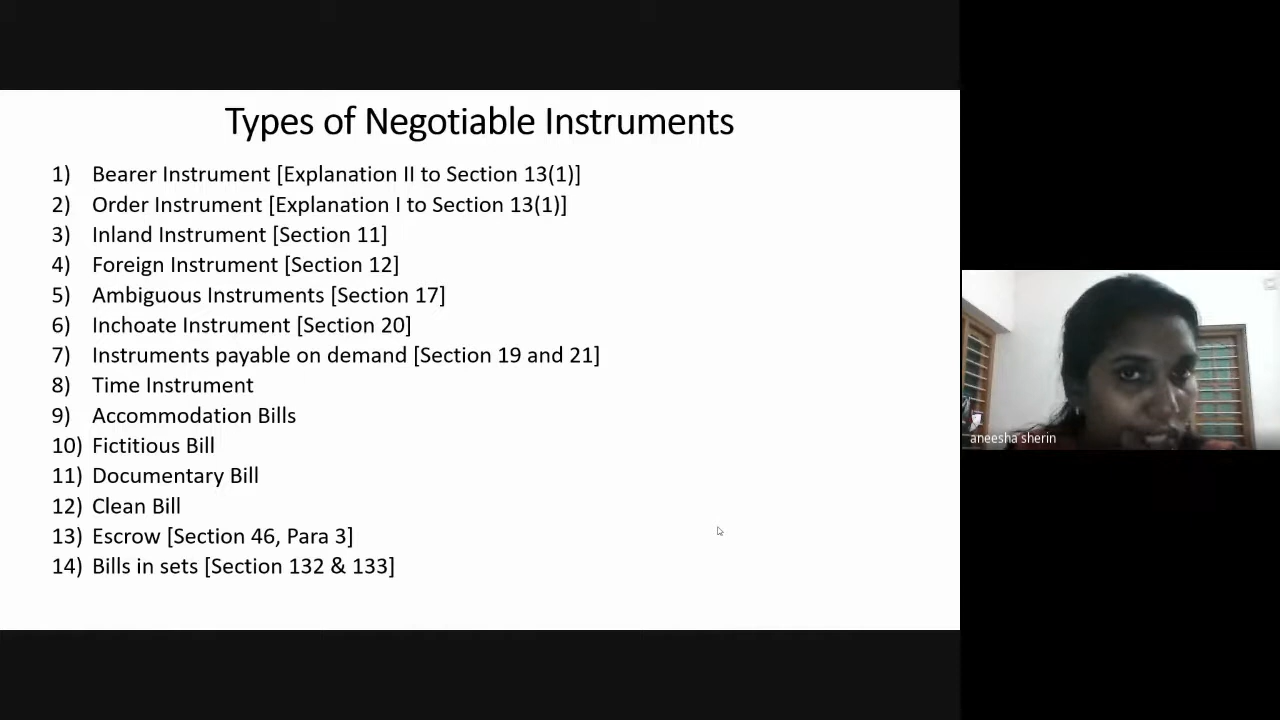 Types of Negotiable Instruments
1) Bearer Instrument [Explanation II to Section 13(1)]
2) Order Instrument [Explanation I to Section 13(1)]
3) Inland Instrument [Section 11]
4) Foreign Instrument [Section 12]
5) Ambiguous Instruments [Section 17]
6) Inchoate Instrument [Section 20]
7) Instruments payable on demand [Section 19 and 21]
8) Time Instrument
9) Accommodation Bills
10) Fictitious Bill
11) Documentary Bill
12) Clean Bill
13) Escrow [Section 46, Para 3]
14) Bills in sets [Section 132 & 133]
aneesha sherin